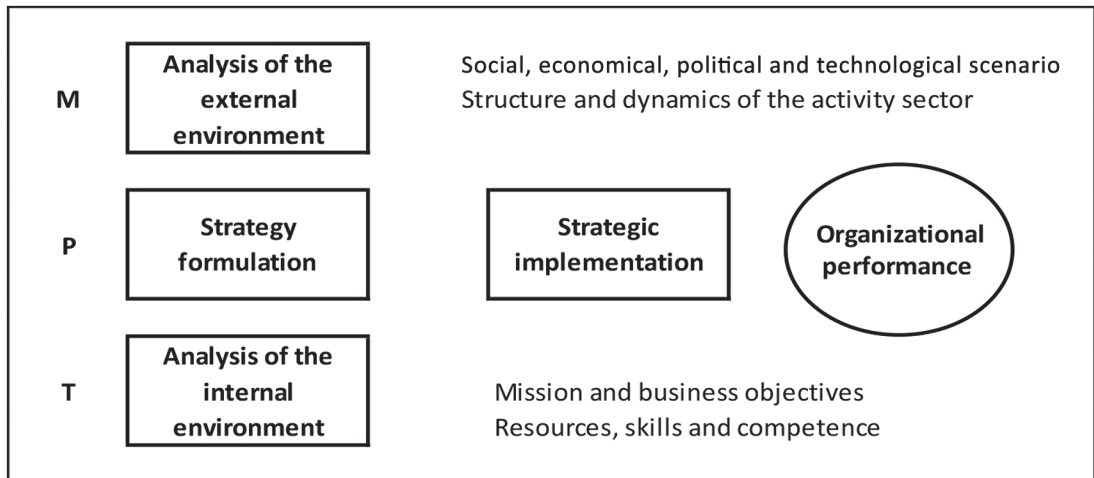 M
Analysis of the
external
environment
Social, economical, political and technological scenario
Structure and dynamics of the activity sector
P
Strategy
formulation
Strategic
implementation
Organizational
performance
T
Analysis of the
internal
environment
Mission and business objectives
Resources, skills and competence